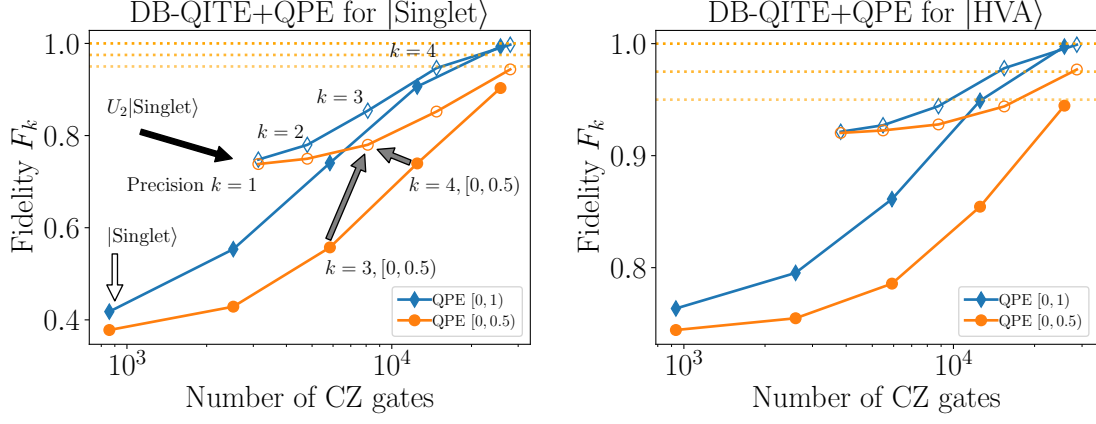 DB-QITE+QPE for |Singlet⟩
Fidelity F_k
1.0
0.8
0.6
0.4
k = 4
k = 3
k = 2
U_2|Singlet⟩
Precision k = 1
k = 4, [0, 0.5)
|Singlet⟩
k = 3, [0, 0.5)
QPE [0, 1)
QPE [0, 0.5)
10^3
10^4
Number of CZ gates
DB-QITE+QPE for |HVA⟩
Fidelity F_k
1.0
0.9
0.8
QPE [0, 1)
QPE [0, 0.5)
10^3
10^4
Number of CZ gates